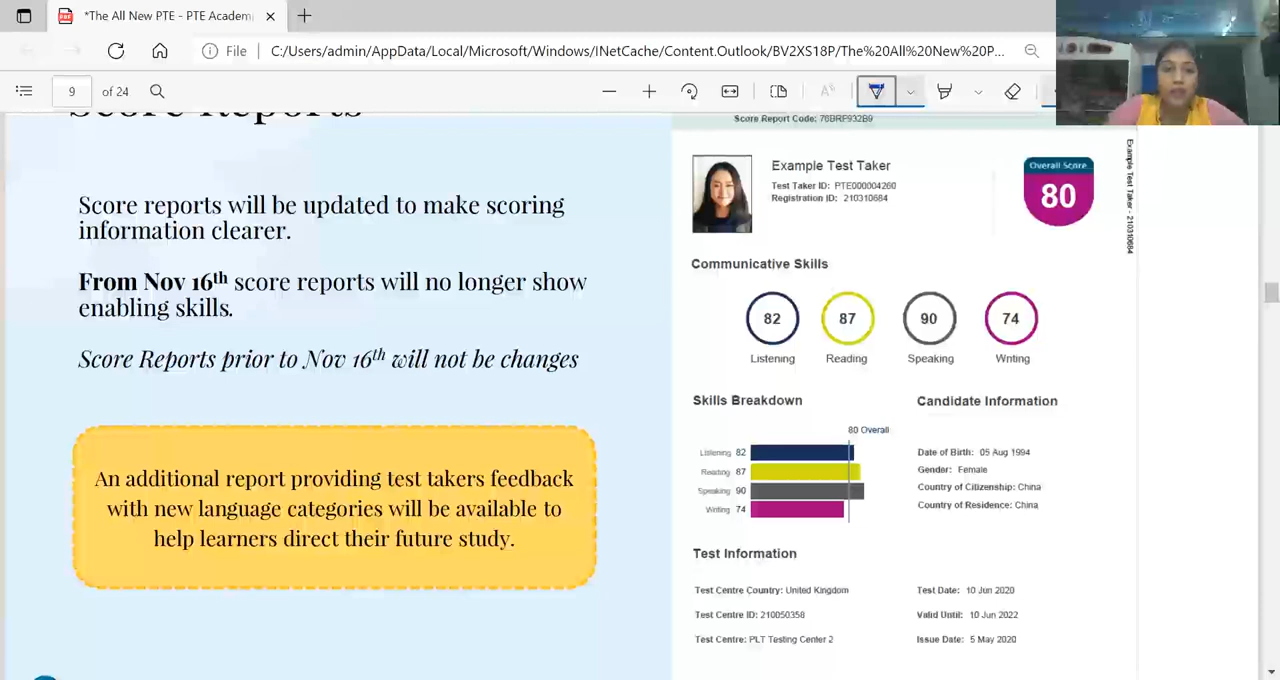 *The All New PTE - PTE Academ
File
C:/Users/admin/AppData/Local/Microsoft/Windows/INetCache/Content.Outlook/BV2XS18P/The%20All%20New%20P...
9 of 24
Score Reports
Score reports will be updated to make scoring
information clearer.
From Nov 16th score reports will no longer show
enabling skills.
Score Reports prior to Nov 16th will not be changes
An additional report providing test takers feedback
with new language categories will be available to
help learners direct their future study.
Score Report Code: 76BRF932B9
Example Test Taker
Test Taker ID: PTE000004260
Registration ID: 210310684
Overall Score
80
Example Test Taker - 210310684
Communicative Skills
82
87
90
74
Listening
Reading
Speaking
Writing
Skills Breakdown
80 Overall
Listening 82
Reading 87
Speaking 90
Writing 74
Candidate Information
Date of Birth: 05 Aug 1994
Gender: Female
Country of Citizenship: China
Country of Residence: China
Test Information
Test Centre Country: United Kingdom
Test Centre ID: 210050358
Test Centre: PLT Testing Center 2
Test Date: 10 Jun 2020
Valid Until: 10 Jun 2022
Issue Date: 5 May 2020